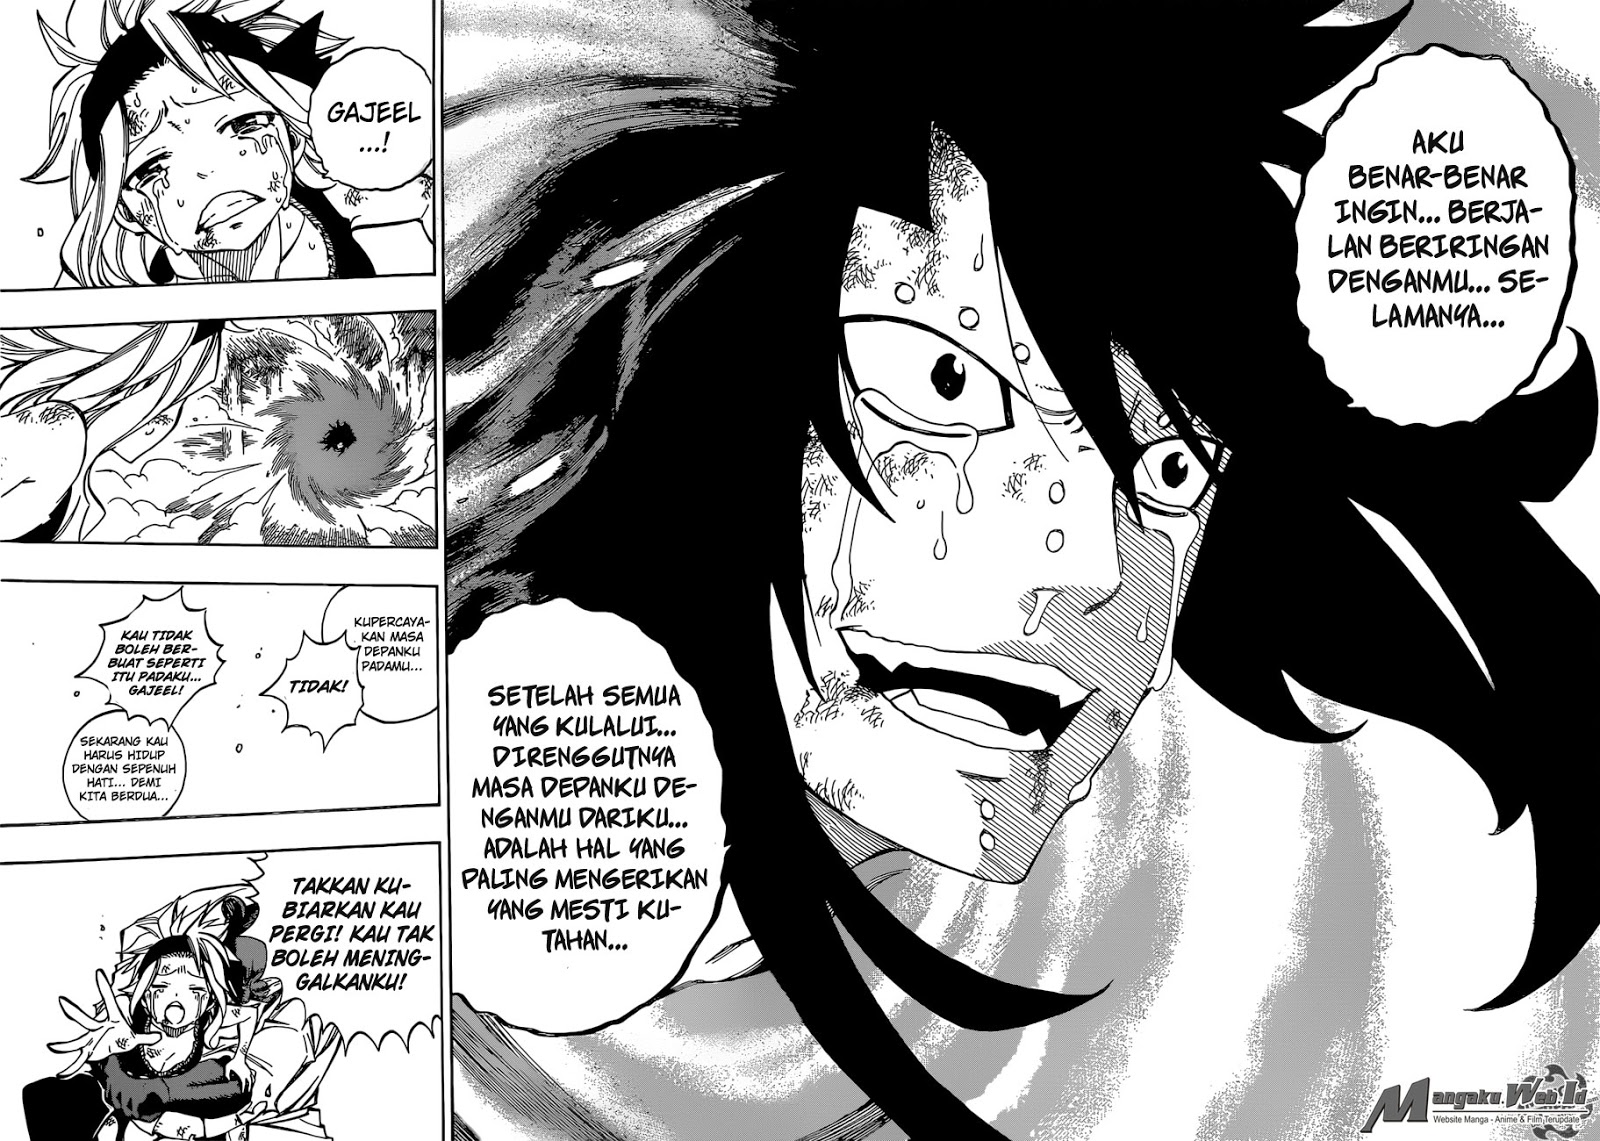 AKU
BENAR-BENAR
INGIN... BERJA-
LAN BERIRINGAN
DENGANMU... SE-
LAMANYA...
SETELAH SEMUA
YANG KULALUI...
DIRENGGUTNYA
MASA DEPANKU DE-
NGANMU DARIKU...
ADALAH HAL YANG
PALING MENGERIKAN
YANG MESTI KU-
TAHAN...
GAJEEL
...!
KUPERCAYA-
KAN MASA
DEPANKU
PADAMU...
TIDAK!
KAU TIDAK
BOLEH BER-
BUAT SEPERTI
ITU PADAKU...
GAJEEL!
SEKARANG KAU
HARUS HIDUP
DENGAN SEPENUH
HATI... DEMI
KITA BERDUA...
TAKKAN KU-
BIARKAN KAU
PERGI! KAU TAK
BOLEH MENING-
GALKANKU!
Mangaku.Web.Id
Website Manga - Anime & Film Terupdate